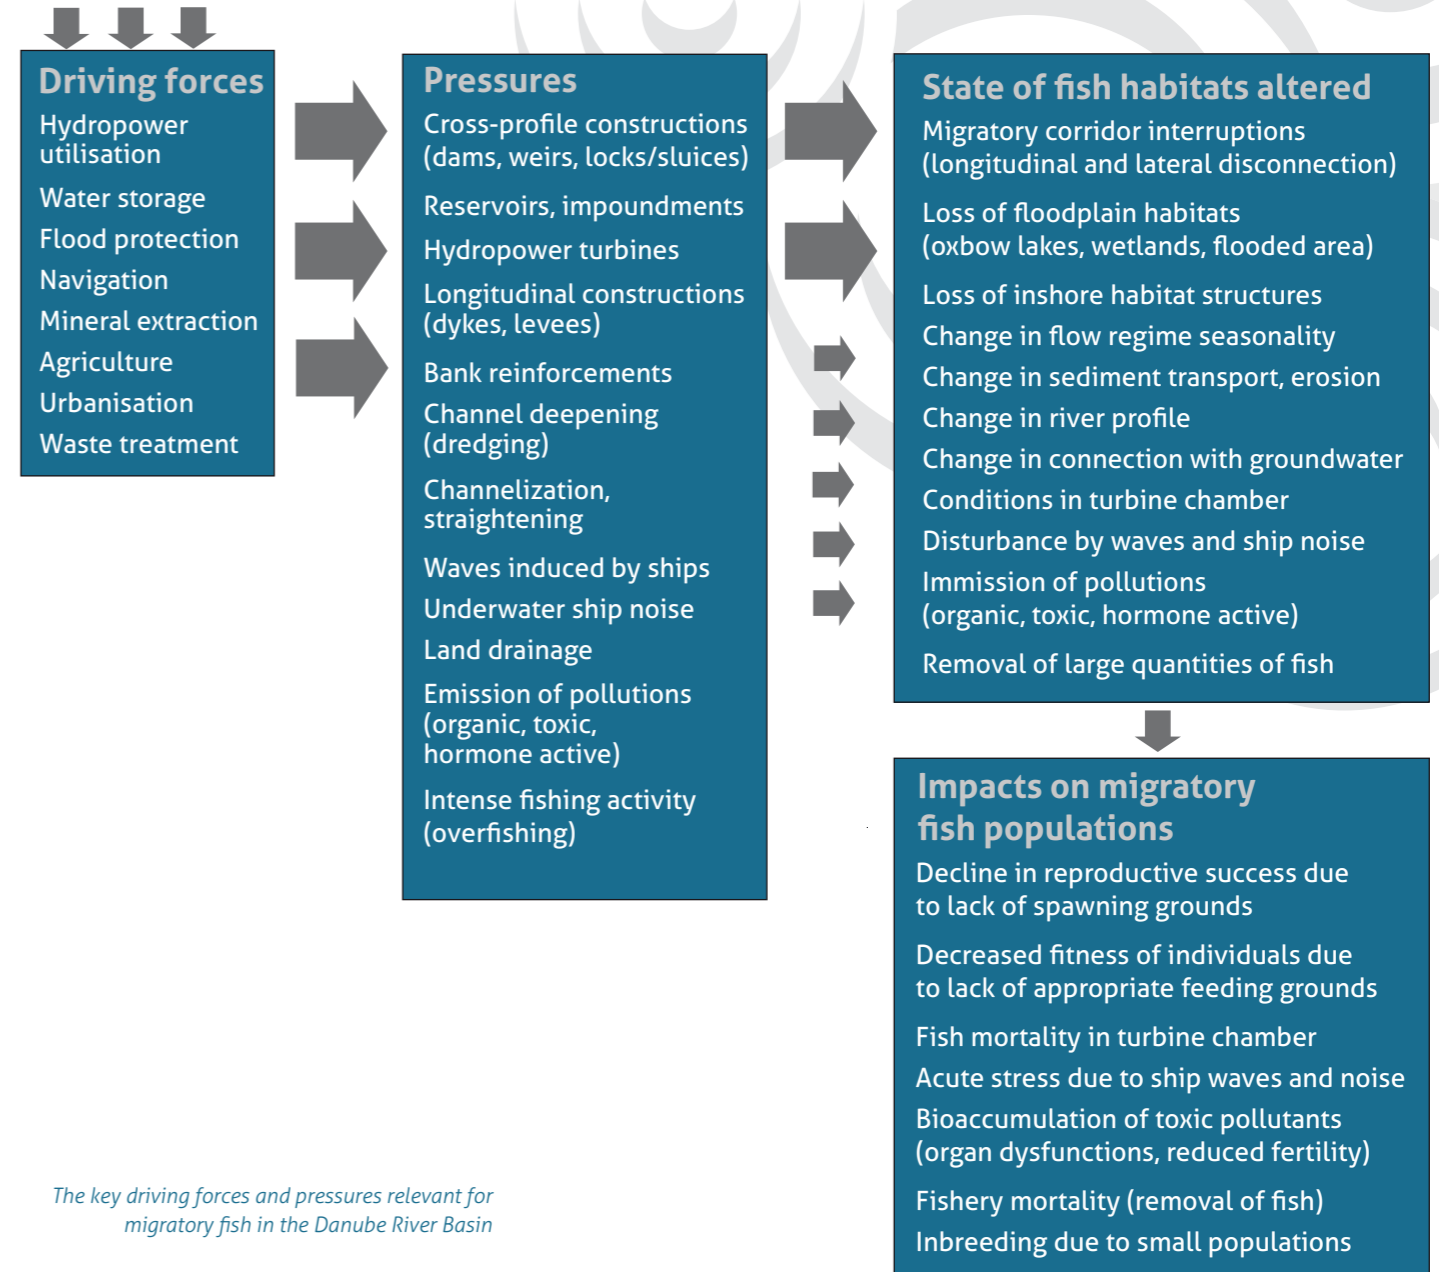 Driving forces
Hydropower
utilisation
Water storage
Flood protection
Navigation
Mineral extraction
Agriculture
Urbanisation
Waste treatment
Pressures
Cross-profile constructions
(dams, weirs, locks/sluices)
Reservoirs, impoundments
Hydropower turbines
Longitudinal constructions
(dykes, levees)
Bank reinforcements
Channel deepening
(dredging)
Channelization,
straightening
Waves induced by ships
Underwater ship noise
Land drainage
Emission of pollutions
(organic, toxic,
hormone active)
Intense fishing activity
(overfishing)
State of fish habitats altered
Migratory corridor interruptions
(longitudinal and lateral disconnection)
Loss of floodplain habitats
(oxbow lakes, wetlands, flooded area)
Loss of inshore habitat structures
Change in flow regime seasonality
Change in sediment transport, erosion
Change in river profile
Change in connection with groundwater
Conditions in turbine chamber
Disturbance by waves and ship noise
Immission of pollutions
(organic, toxic, hormone active)
Removal of large quantities of fish
Impacts on migratory
fish populations
Decline in reproductive success due
to lack of spawning grounds
Decreased fitness of individuals due
to lack of appropriate feeding grounds
Fish mortality in turbine chamber
Acute stress due to ship waves and noise
Bioaccumulation of toxic pollutants
(organ dysfunctions, reduced fertility)
Fishery mortality (removal of fish)
Inbreeding due to small populations
The key driving forces and pressures relevant for
migratory fish in the Danube River Basin